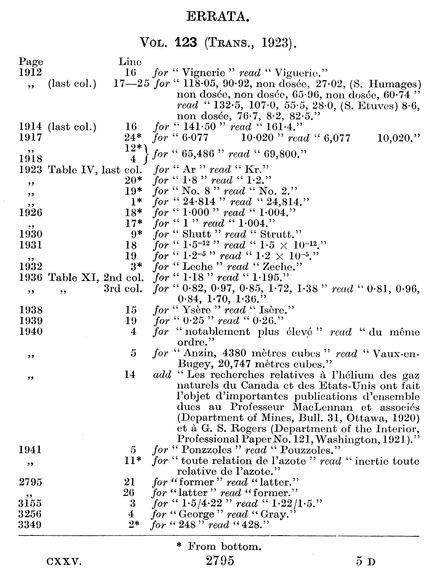 ERRATA.
VOL. 123 (TRANS., 1923).
Page Line
1912 16 for “ Vignerie ” read “ Viguerie.”
„ (last col.) 17—25 for “ 118·05, 90·92, non dosée, 27·02, (S. Humages)
non dosée, non dosée, 65·96, non dosée, 60·74 ”
read “ 132·5, 107·0, 55·5, 28·0, (S. Etuves) 8·6,
non dosée, 76·7, 8·2, 82·5.”
1914 (last col.) 16 for “ 141·50 ” read “ 161·4.”
1917 24* for “ 6·077 10·020 ” read “ 6,077 10,020.”
„ 12* }
1918 4 } for “ 65,486 ” read “ 69,800.”
1923 Table IV, last col. for “ Ar ” read “ Kr.”
„ 20* for “ 1·8 ” read “ 1·2.”
„ 19* for “ No. 8 ” read “ No. 2.”
„ 1* for “ 24·814 ” read “ 24,814.”
1926 18* for “ 1·000 ” read “ 1·004.”
„ 17* for “ 1 ” read “ 1·004.”
1930 9* for “ Shutt ” read “ Strutt.”
1931 18 for “ 1·5⁻¹² ” read “ 1·5 × 10⁻¹².”
„ 19 for “ 1·2⁻⁵ ” read “ 1·2 × 10⁻⁵.”
1932 3* for “ Leche ” read “ Zeche.”
1936 Table XI, 2nd col. for “ 1·18 ” read “ 1·195.”
„ „ 3rd col. for “ 0·82, 0·97, 0·85, 1·72, 1·38 ” read “ 0·81, 0·96,
0·84, 1·70, 1·36.”
1938 15 for “ Ysère ” read “ Isère.”
1939 19 for “ 0·25 ” read “ 0·26.”
1940 4 for “ notablement plus élevé ” read “ du même
ordre.”
„ 5 for “ Anzin, 4380 mètres cubes ” read “ Vaux-en-
Bugey, 20,747 mètres cubes.”
„ 14 add “ Les recherches relatives à l’hélium des gaz
naturels du Canada et des Etats-Unis ont fait
l’objet d’importantes publications d’ensemble
dues au Professeur MacLennan et associés
(Department of Mines, Bull. 31, Ottawa, 1920)
et à G. S. Rogers (Department of the Interior,
Professional Paper No. 121, Washington, 1921).”
1941 5 for “ Ponzzoles ” read “ Pouzzoles.”
„ 11* for “ toute relation de l’azote ” read “ inertie toute
relative de l’azote.”
2795 21 for “ former ” read “ latter.”
„ 26 for “ latter ” read “ former.”
3155 3 for “ 1·5/4·22 ” read “ 1·22/1·5.”
3256 4 for “ George ” read “ Gray.”
3349 2* for “ 248 ” read “ 428.”
* From bottom.
CXXV. 2795 5 D